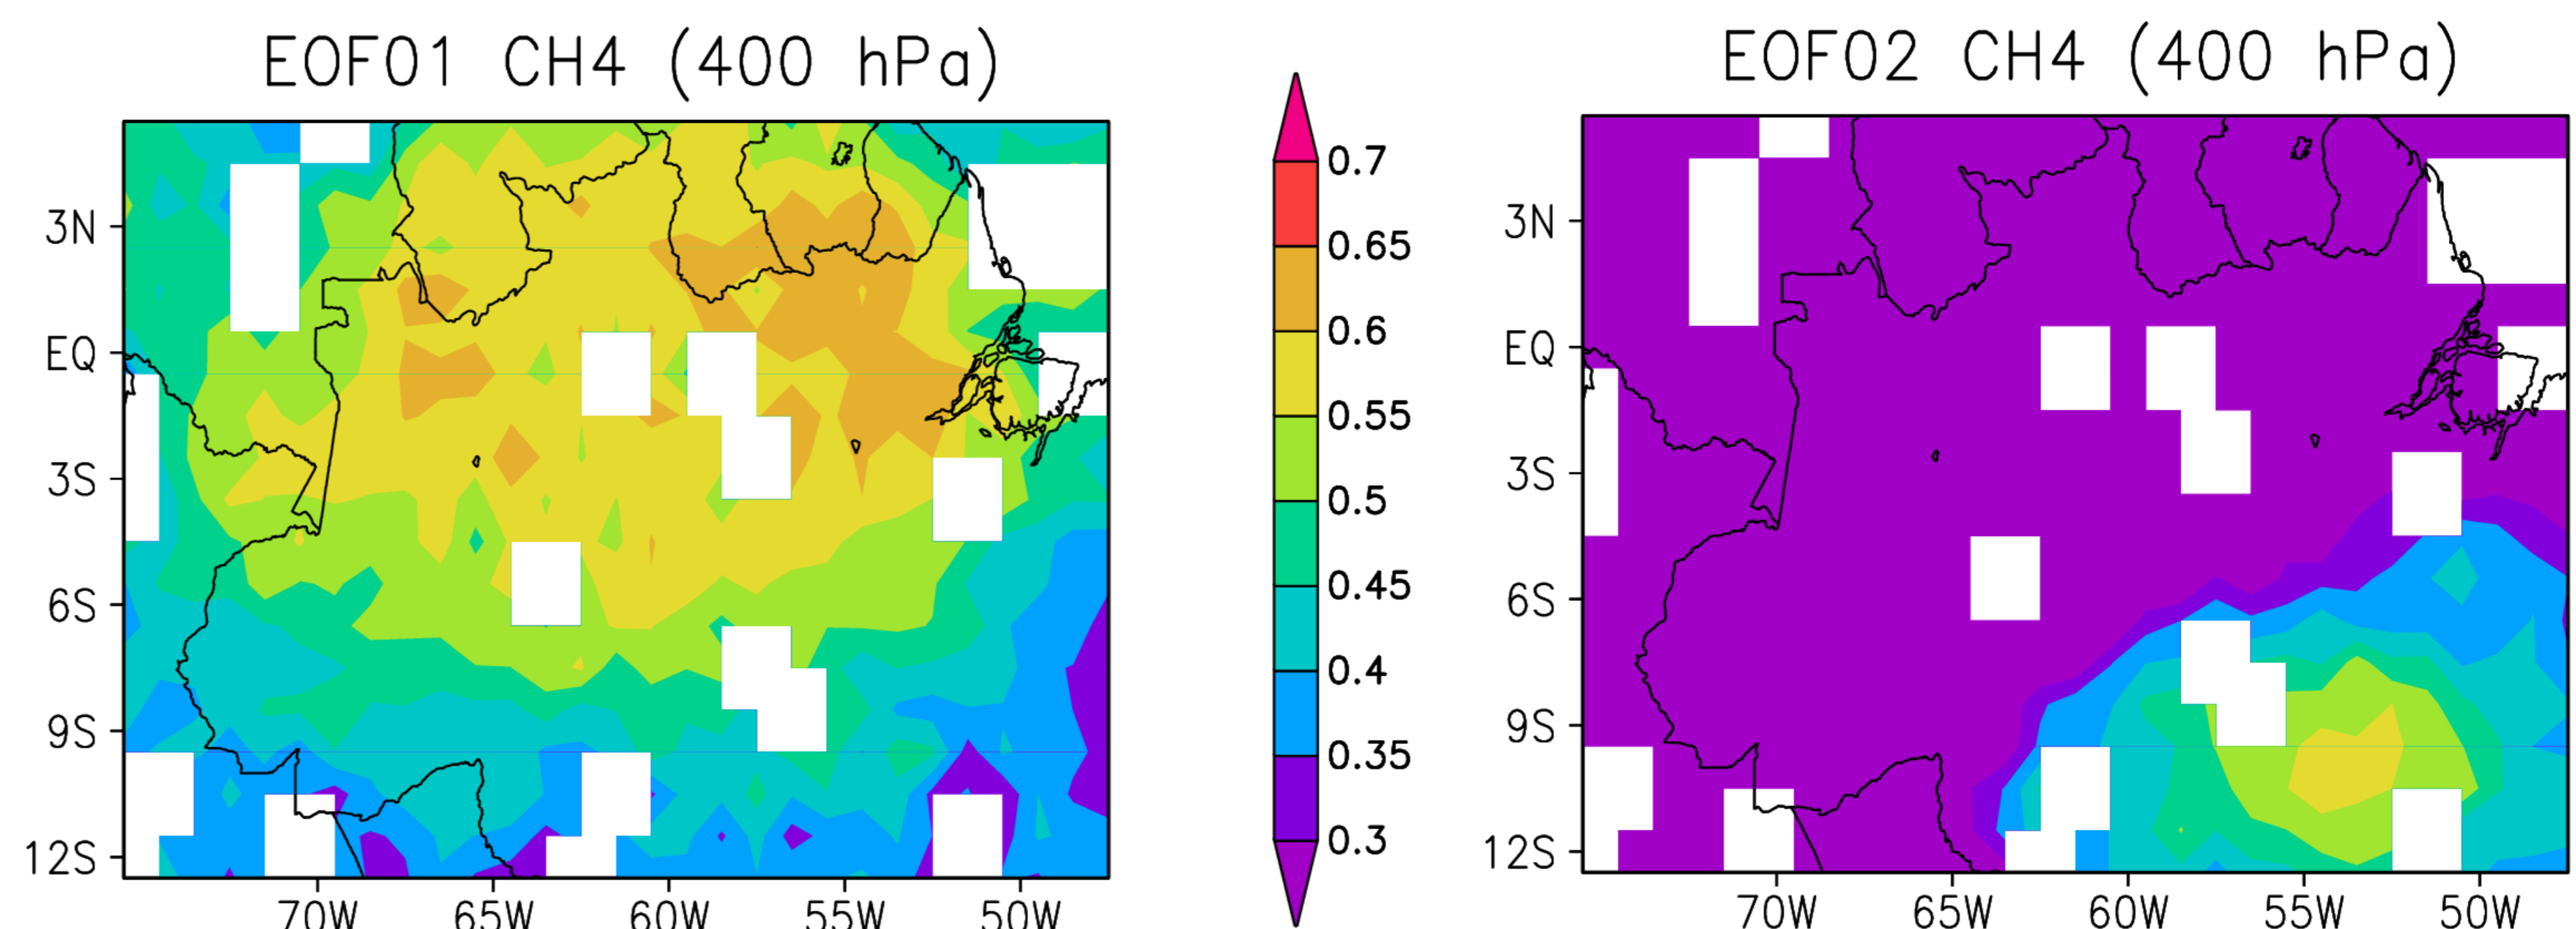 EOF01 CH4 (400 hPa)
3N
EQ
3S
6S
9S
12S
70W 65W 60W 55W 50W
0.7
0.65
0.6
0.55
0.5
0.45
0.4
0.35
0.3
EOF02 CH4 (400 hPa)
3N
EQ
3S
6S
9S
12S
70W 65W 60W 55W 50W